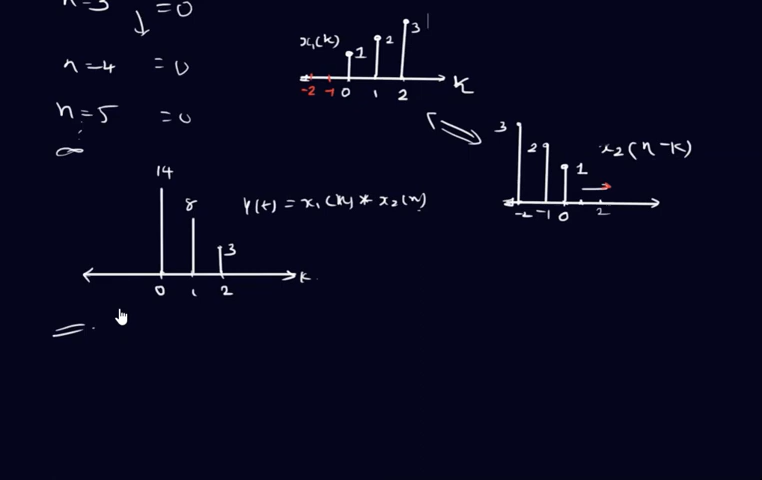 n=3 =0
n=4 =0
n=5 =0
∞
x₁(k)
1
2
3
-2 -1 0 1 2
K
3
2
1
x2(n-k)
-2 -1 0 2
14
8
3
Y(t) = x₁(n) * x₂(n)
0 1 2
K